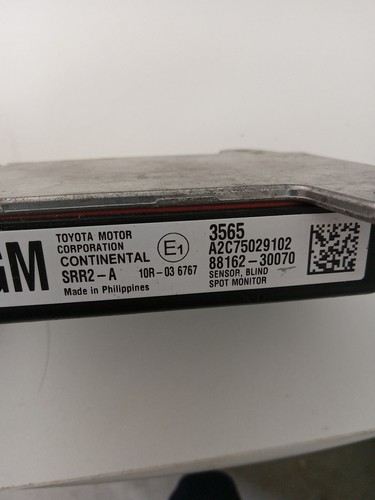 GM
TOYOTA MOTOR
CORPORATION
CONTINENTAL
SRR2-A 10R-03 6767
Made in Philippines
E1
3565
A2C75029102
88162-30070
SENSOR, BLIND
SPOT MONITOR